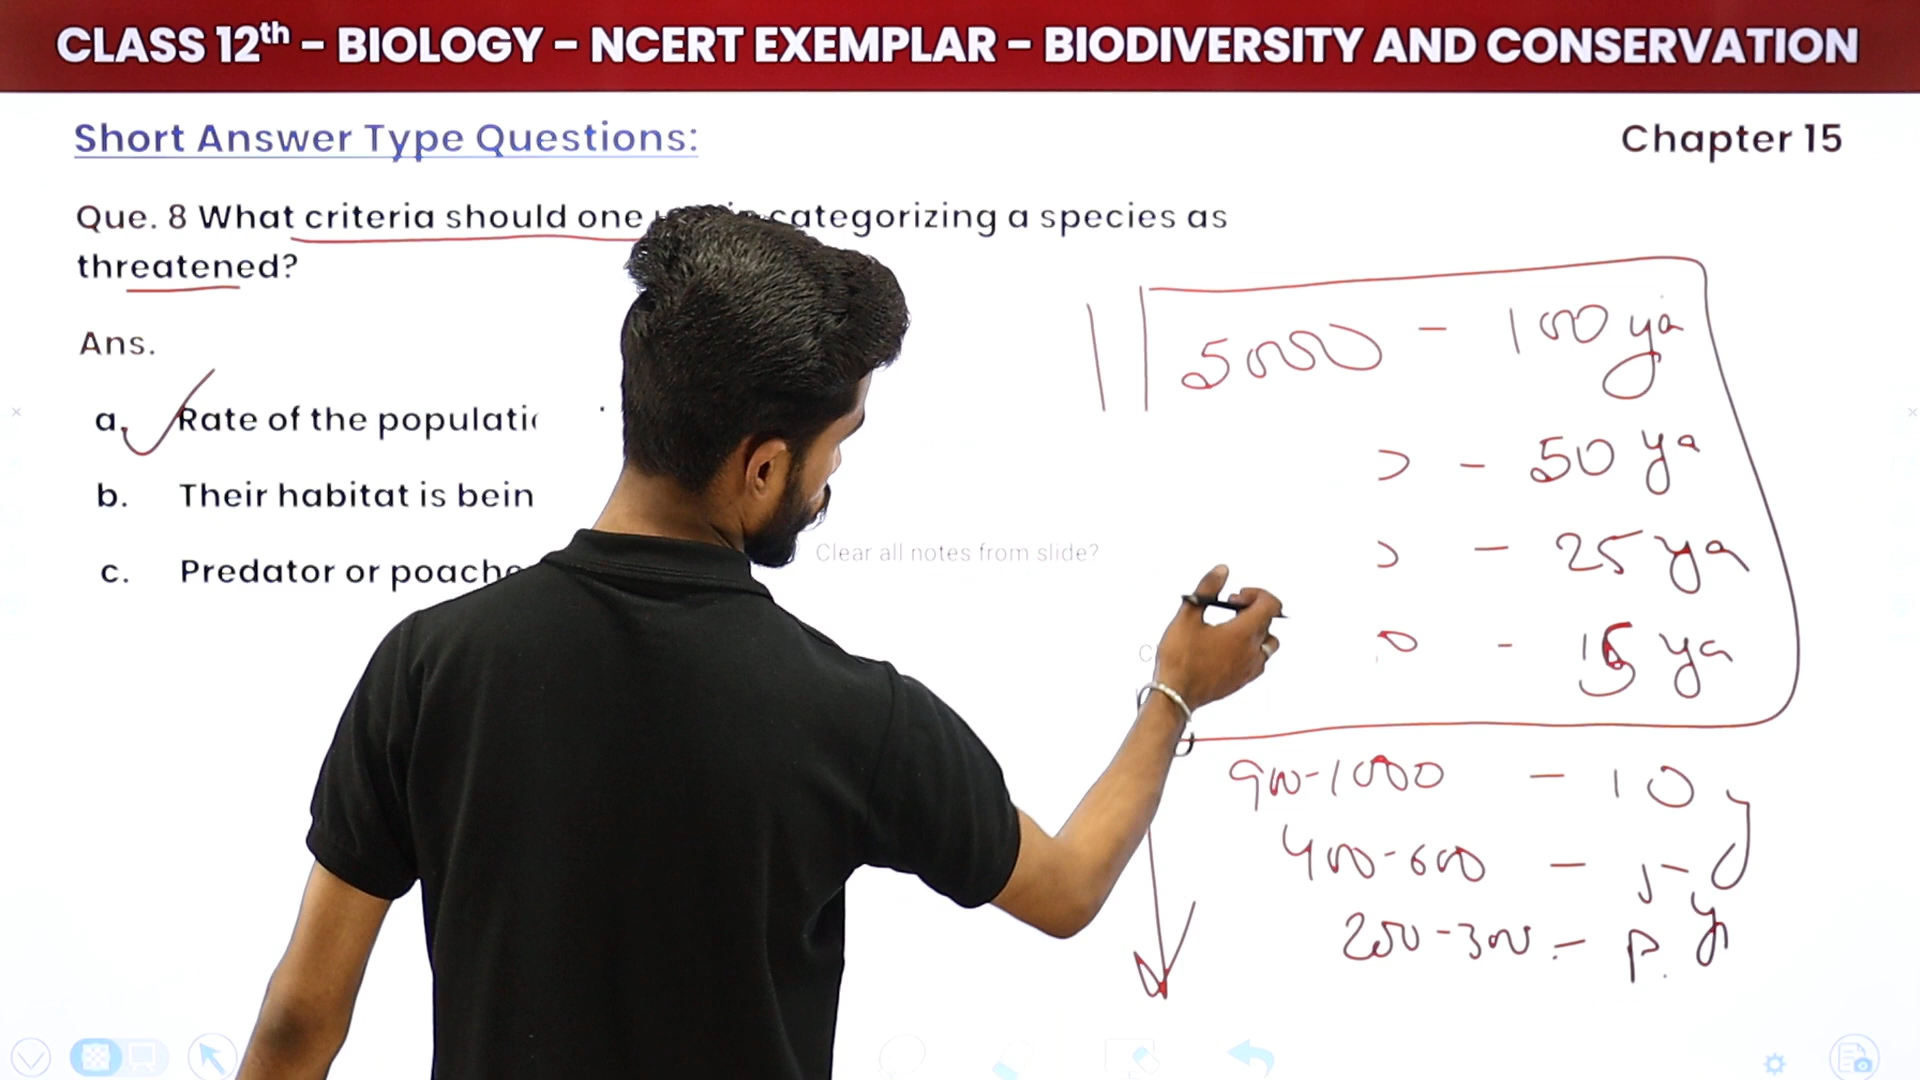 CLASS 12th – BIOLOGY – NCERT EXEMPLAR – BIODIVERSITY AND CONSERVATION
Short Answer Type Questions:
Chapter 15
Que. 8 What criteria should one categorizing a species as
threatened?
Ans.
a. Rate of the populati
b. Their habitat is bein
c. Predator or poache
Clear all notes from slide?
5000 - 100 ya
- 50 ya
- 25 ya
- 15 ya
900-1000 - 10 y
400-600 - y
200-300 - P. y